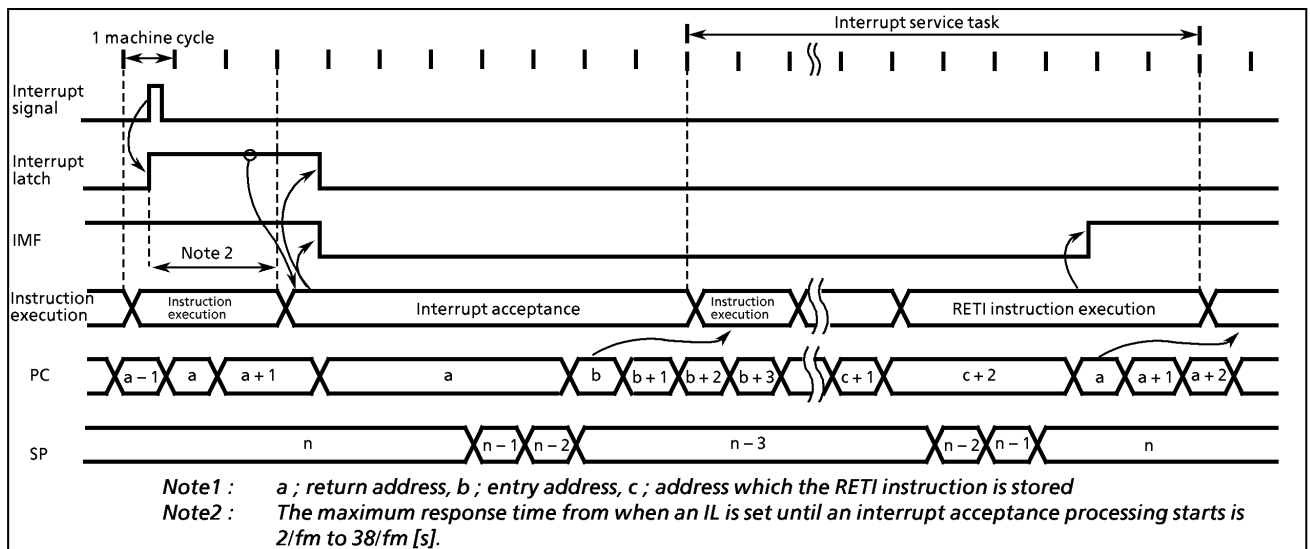 Interrupt service task
1 machine cycle
Interrupt
signal
Interrupt
latch
IMF
Note 2
Instruction
execution
Instruction
execution
Interrupt acceptance
Instruction
execution
RETI instruction execution
PC
a – 1
a
a + 1
a
b
b + 1
b + 2
b + 3
c + 1
c + 2
a
a + 1
a + 2
SP
n
n – 1
n – 2
n – 3
n – 2
n – 1
n
Note1 : a ; return address, b ; entry address, c ; address which the RETI instruction is stored
Note2 : The maximum response time from when an IL is set until an interrupt acceptance processing starts is
2/fm to 38/fm [s].